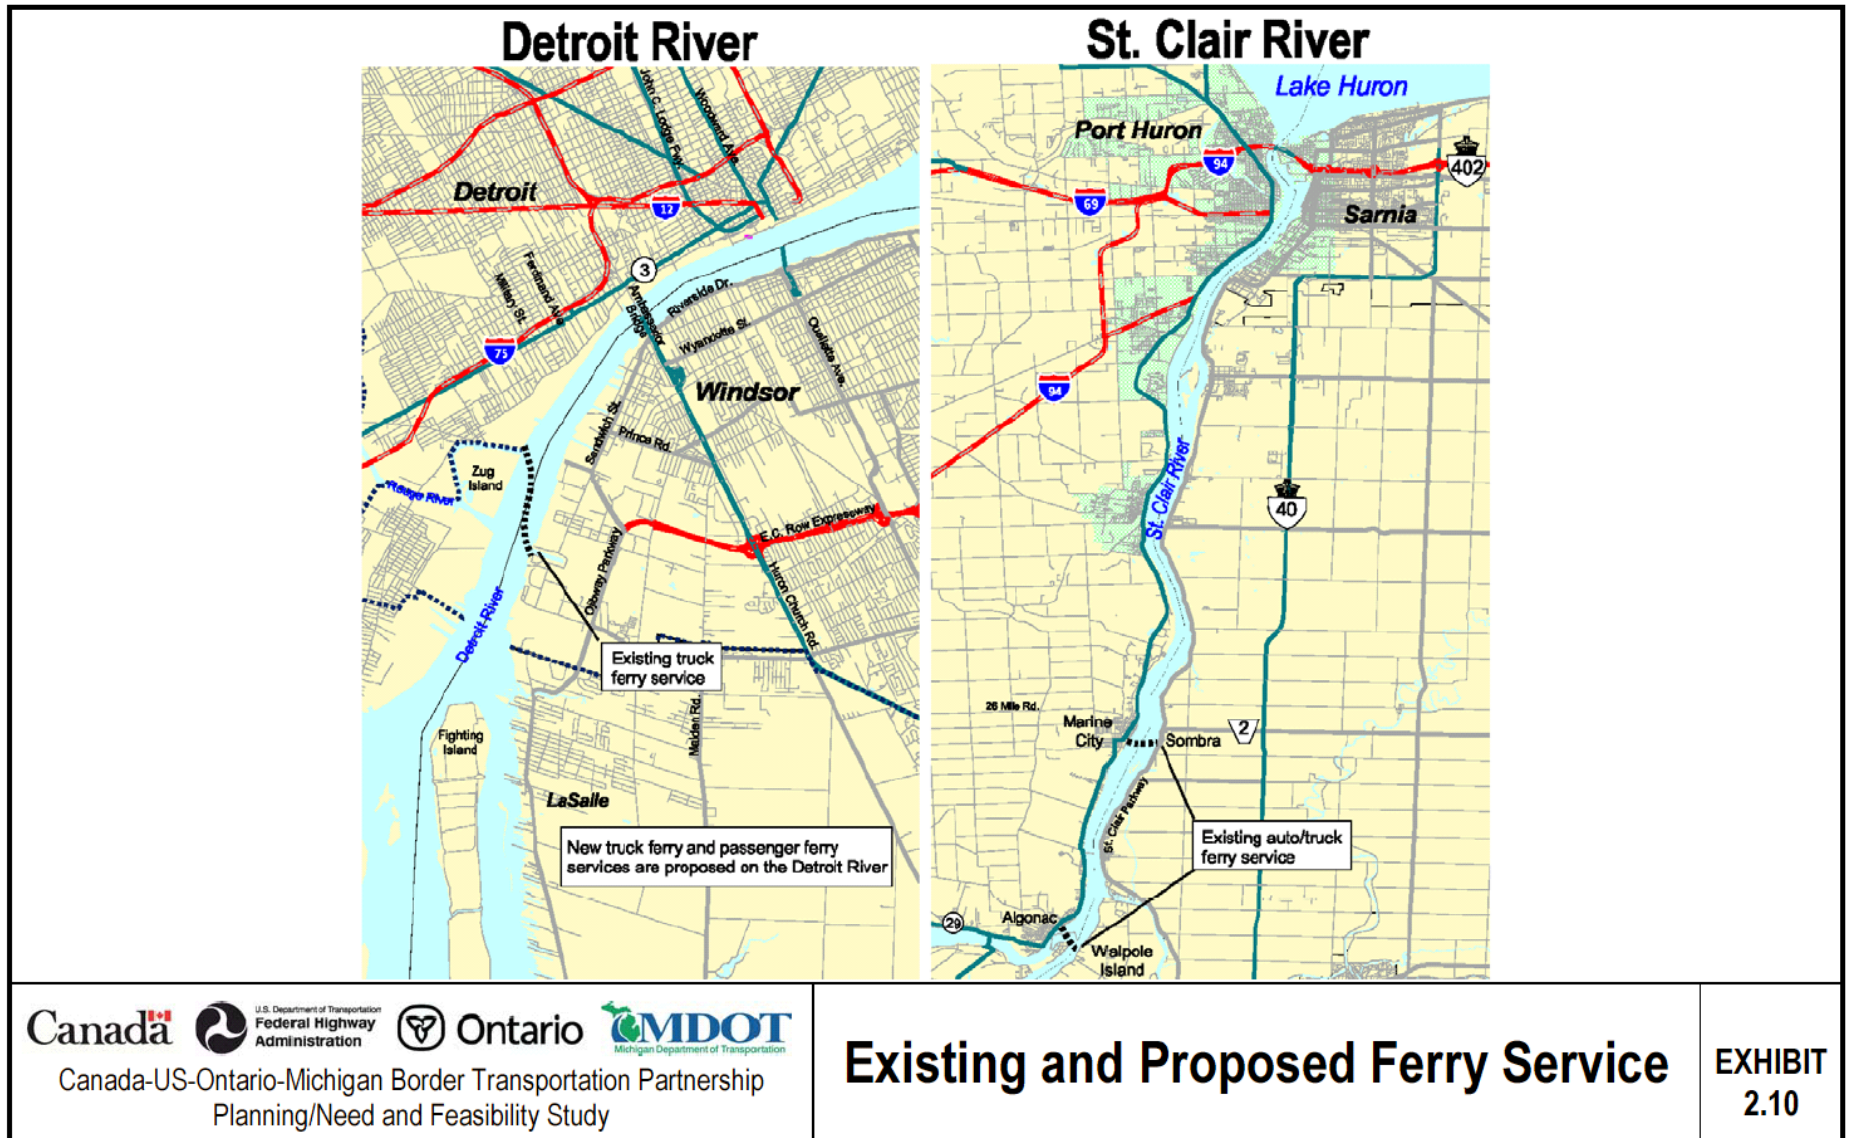 Detroit River
St. Clair River
John C. Lodge Fwy.
Woodward Ave.
Detroit
12
3
Ferdinand Ave.
Military St.
75
Ambassador
Bridge
Riverside Dr.
Wyandotte St.
Ouellette Ave.
Windsor
Sandwich St.
Prince Rd.
Zug
Island
Rouge River
E.C. Row Expressway
Ojibway Parkway
Huron Church Rd.
Detroit River
Existing truck
ferry service
Malden Rd.
Fighting
Island
LaSalle
New truck ferry and passenger ferry
services are proposed on the Detroit River
Lake Huron
Port Huron
94
402
69
Sarnia
94
St. Clair River
40
26 Mile Rd.
Marine
City
Sombra
2
St. Clair Parkway
Existing auto/truck
ferry service
29
Algonac
Walpole
Island
Canada
U.S. Department of Transportation
Federal Highway
Administration
Ontario
MDOT
Michigan Department of Transportation
Canada-US-Ontario-Michigan Border Transportation Partnership
Planning/Need and Feasibility Study
Existing and Proposed Ferry Service
EXHIBIT
2.10